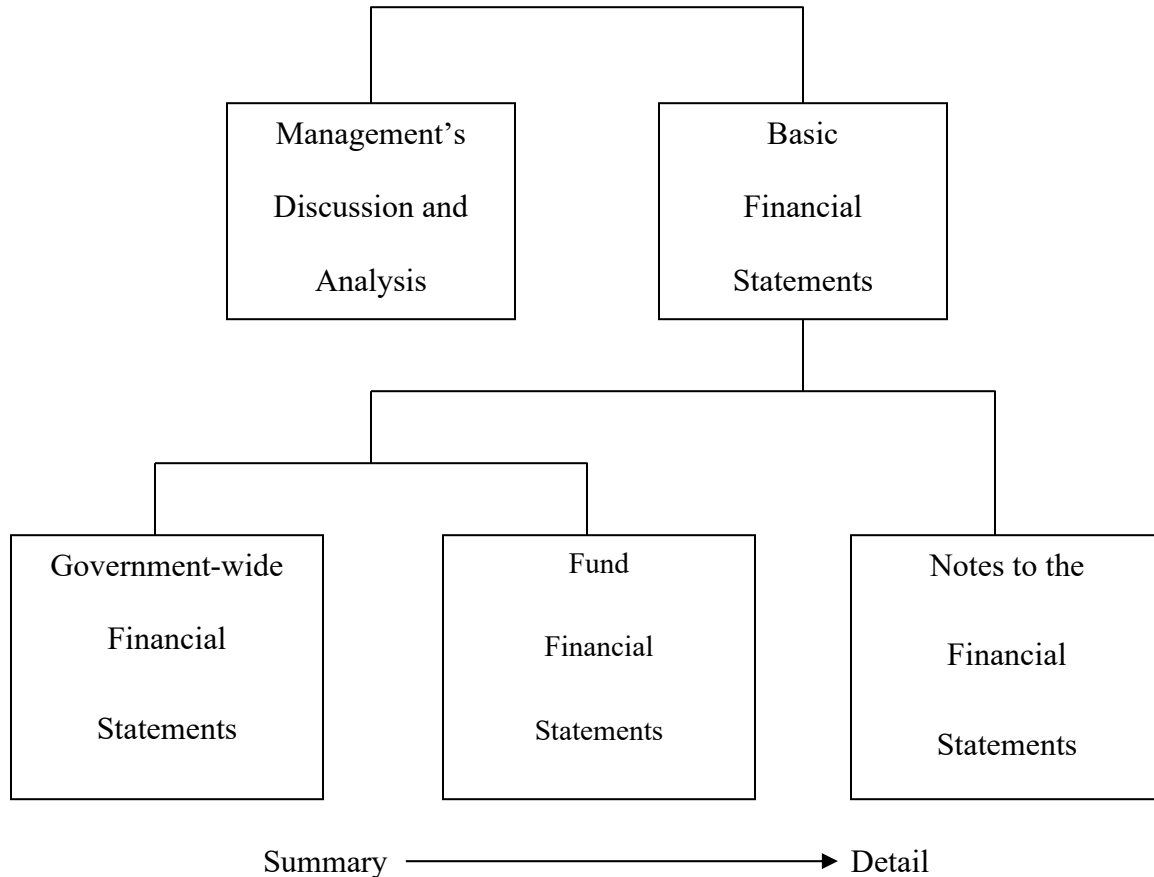 Management’s
Discussion and
Analysis
Basic
Financial
Statements
Government-wide
Financial
Statements
Fund
Financial
Statements
Notes to the
Financial
Statements
Summary
Detail